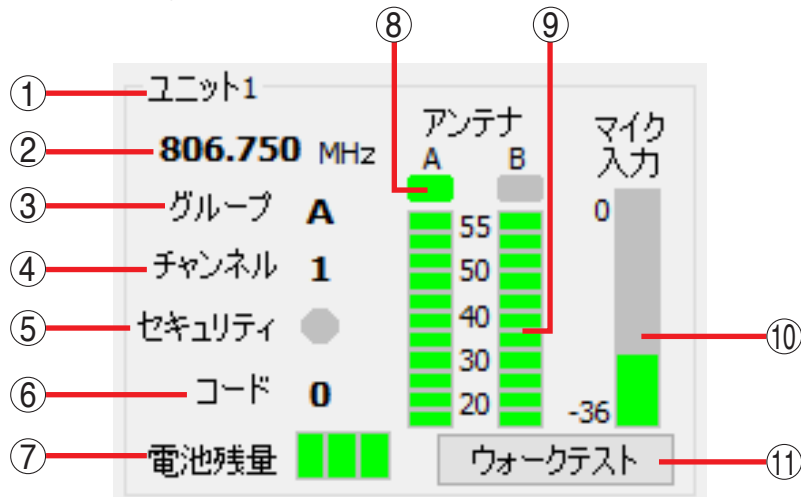 ⑧ ⑨
① ユニット1
② 806.750 MHz
アンテナ
A B
マイク
入力
③ グループ A
④ チャンネル 1
⑤ セキュリティ
⑥ コード 0
⑦ 電池残量
55
50
40
30
20
0
-36
⑩
ウォークテスト ⑪